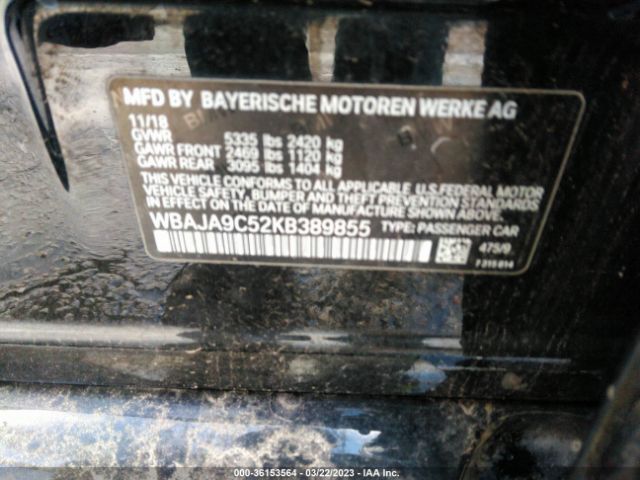 MFD BY BAYERISCHE MOTOREN WERKE AG
11/18
GVWR 5335 lbs 2420 kg
GAWR FRONT 2469 lbs 1120 kg
GAWR REAR 3095 lbs 1404 kg
THIS VEHICLE CONFORMS TO ALL APPLICABLE U.S. FEDERAL MOTOR
VEHICLE SAFETY, BUMPER, AND THEFT PREVENTION STANDARDS
IN EFFECT ON THE DATE OF MANUFACTURE SHOWN ABOVE.
WBAJA9C52KB389855 TYPE: PASSENGER CAR
475/9
7 315 614
000-36153564 - 03/22/2023 - IAA Inc.